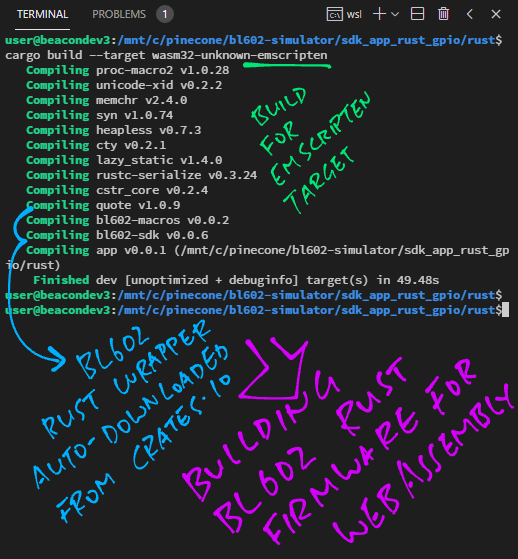 TERMINAL PROBLEMS 1 wsl
user@beacondev3:/mnt/c/pinecone/bl602-simulator/sdk_app_rust_gpio/rust$
cargo build --target wasm32-unknown-emscripten
Compiling proc-macro2 v1.0.28
Compiling unicode-xid v0.2.2
Compiling memchr v2.4.0
Compiling syn v1.0.74
Compiling heapless v0.7.3
Compiling cty v0.2.1
Compiling lazy_static v1.4.0
Compiling rustc-serialize v0.3.24
Compiling cstr_core v0.2.4
Compiling quote v1.0.9
Compiling bl602-macros v0.0.2
Compiling bl602-sdk v0.0.6
Compiling app v0.0.1 (/mnt/c/pinecone/bl602-simulator/sdk_app_rust_gp
io/rust)
Finished dev [unoptimized + debuginfo] target(s) in 49.48s
user@beacondev3:/mnt/c/pinecone/bl602-simulator/sdk_app_rust_gpio/rust$
user@beacondev3:/mnt/c/pinecone/bl602-simulator/sdk_app_rust_gpio/rust$
BUILD
FOR
EMSCRIPTEN
TARGET
BL602
RUST WRAPPER
AUTO-DOWNLOADED
FROM CRATES.IO
BUILDING
BL602 RUST
FIRMWARE FOR
WEBASSEMBLY